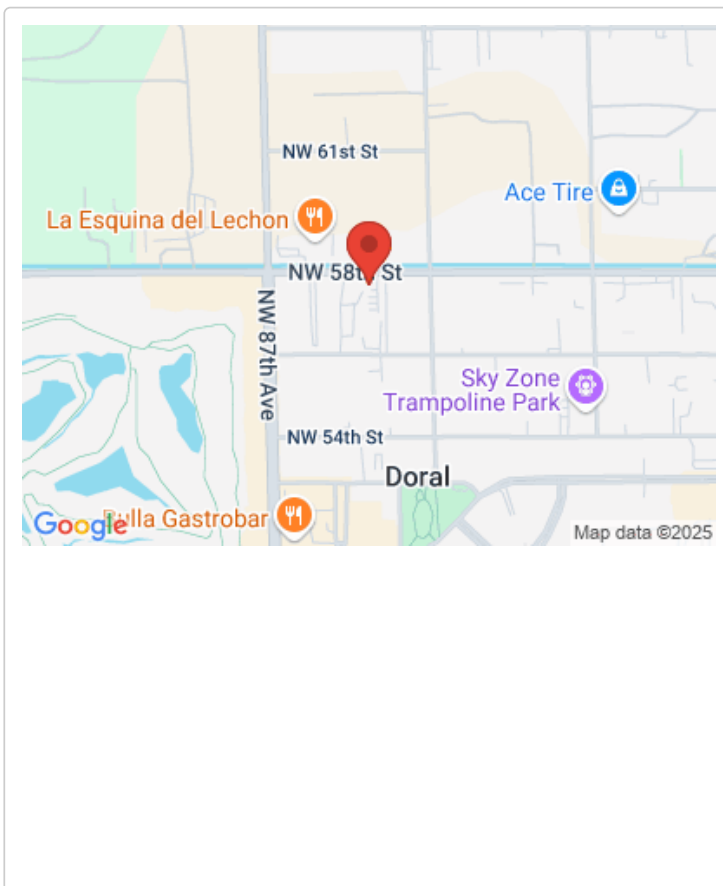 NW 61st St
Ace Tire
La Esquina del Lechon
NW 58th St
NW 87th Ave
Sky Zone
Trampoline Park
NW 54th St
Doral
Bulla Gastrobar
Google
Map data ©2025